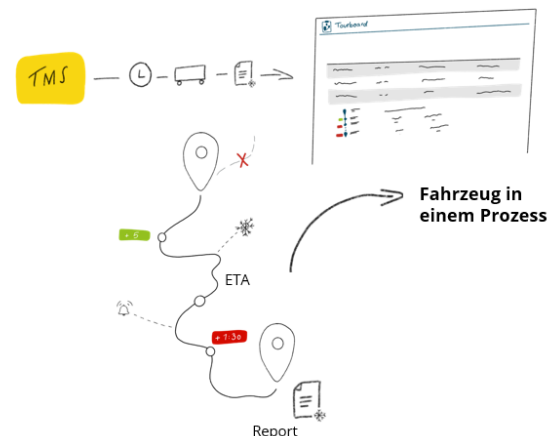 Tourboard
TMS
+ 6
ETA
+ 1:30
Fahrzeug in
einem Prozess
Report